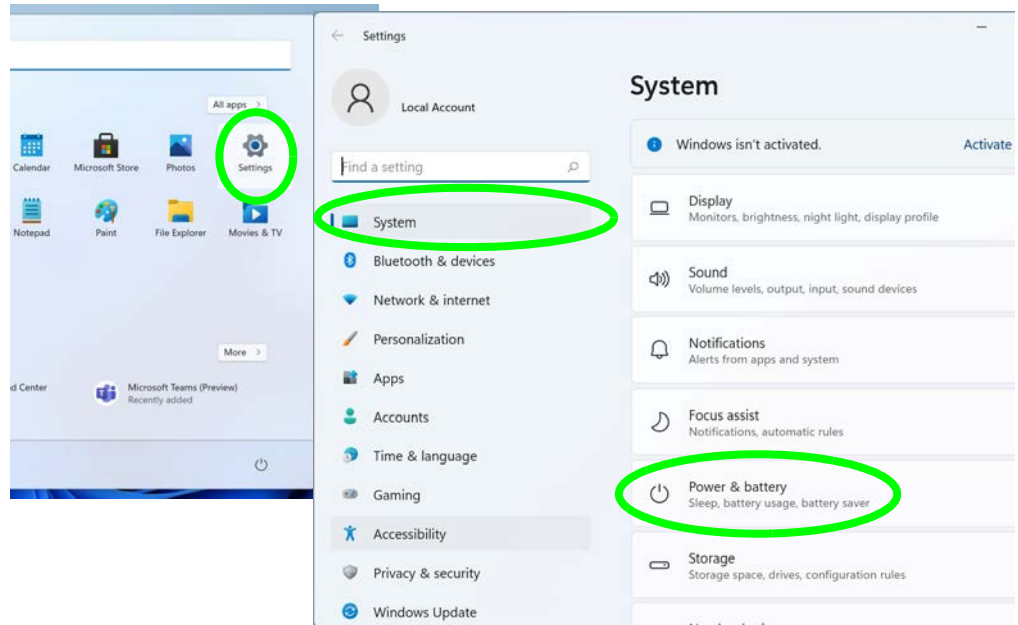 All apps >
Calendar
Microsoft Store
Photos
Settings
Notepad
Paint
File Explorer
Movies & TV
More >
d Center
Microsoft Teams (Preview)
Recently added
Settings
Local Account
Find a setting
System
Bluetooth & devices
Network & internet
Personalization
Apps
Accounts
Time & language
Gaming
Accessibility
Privacy & security
Windows Update
System
Windows isn't activated.
Activate
Display
Monitors, brightness, night light, display profile
Sound
Volume levels, output, input, sound devices
Notifications
Alerts from apps and system
Focus assist
Notifications, automatic rules
Power & battery
Sleep, battery usage, battery saver
Storage
Storage space, drives, configuration rules